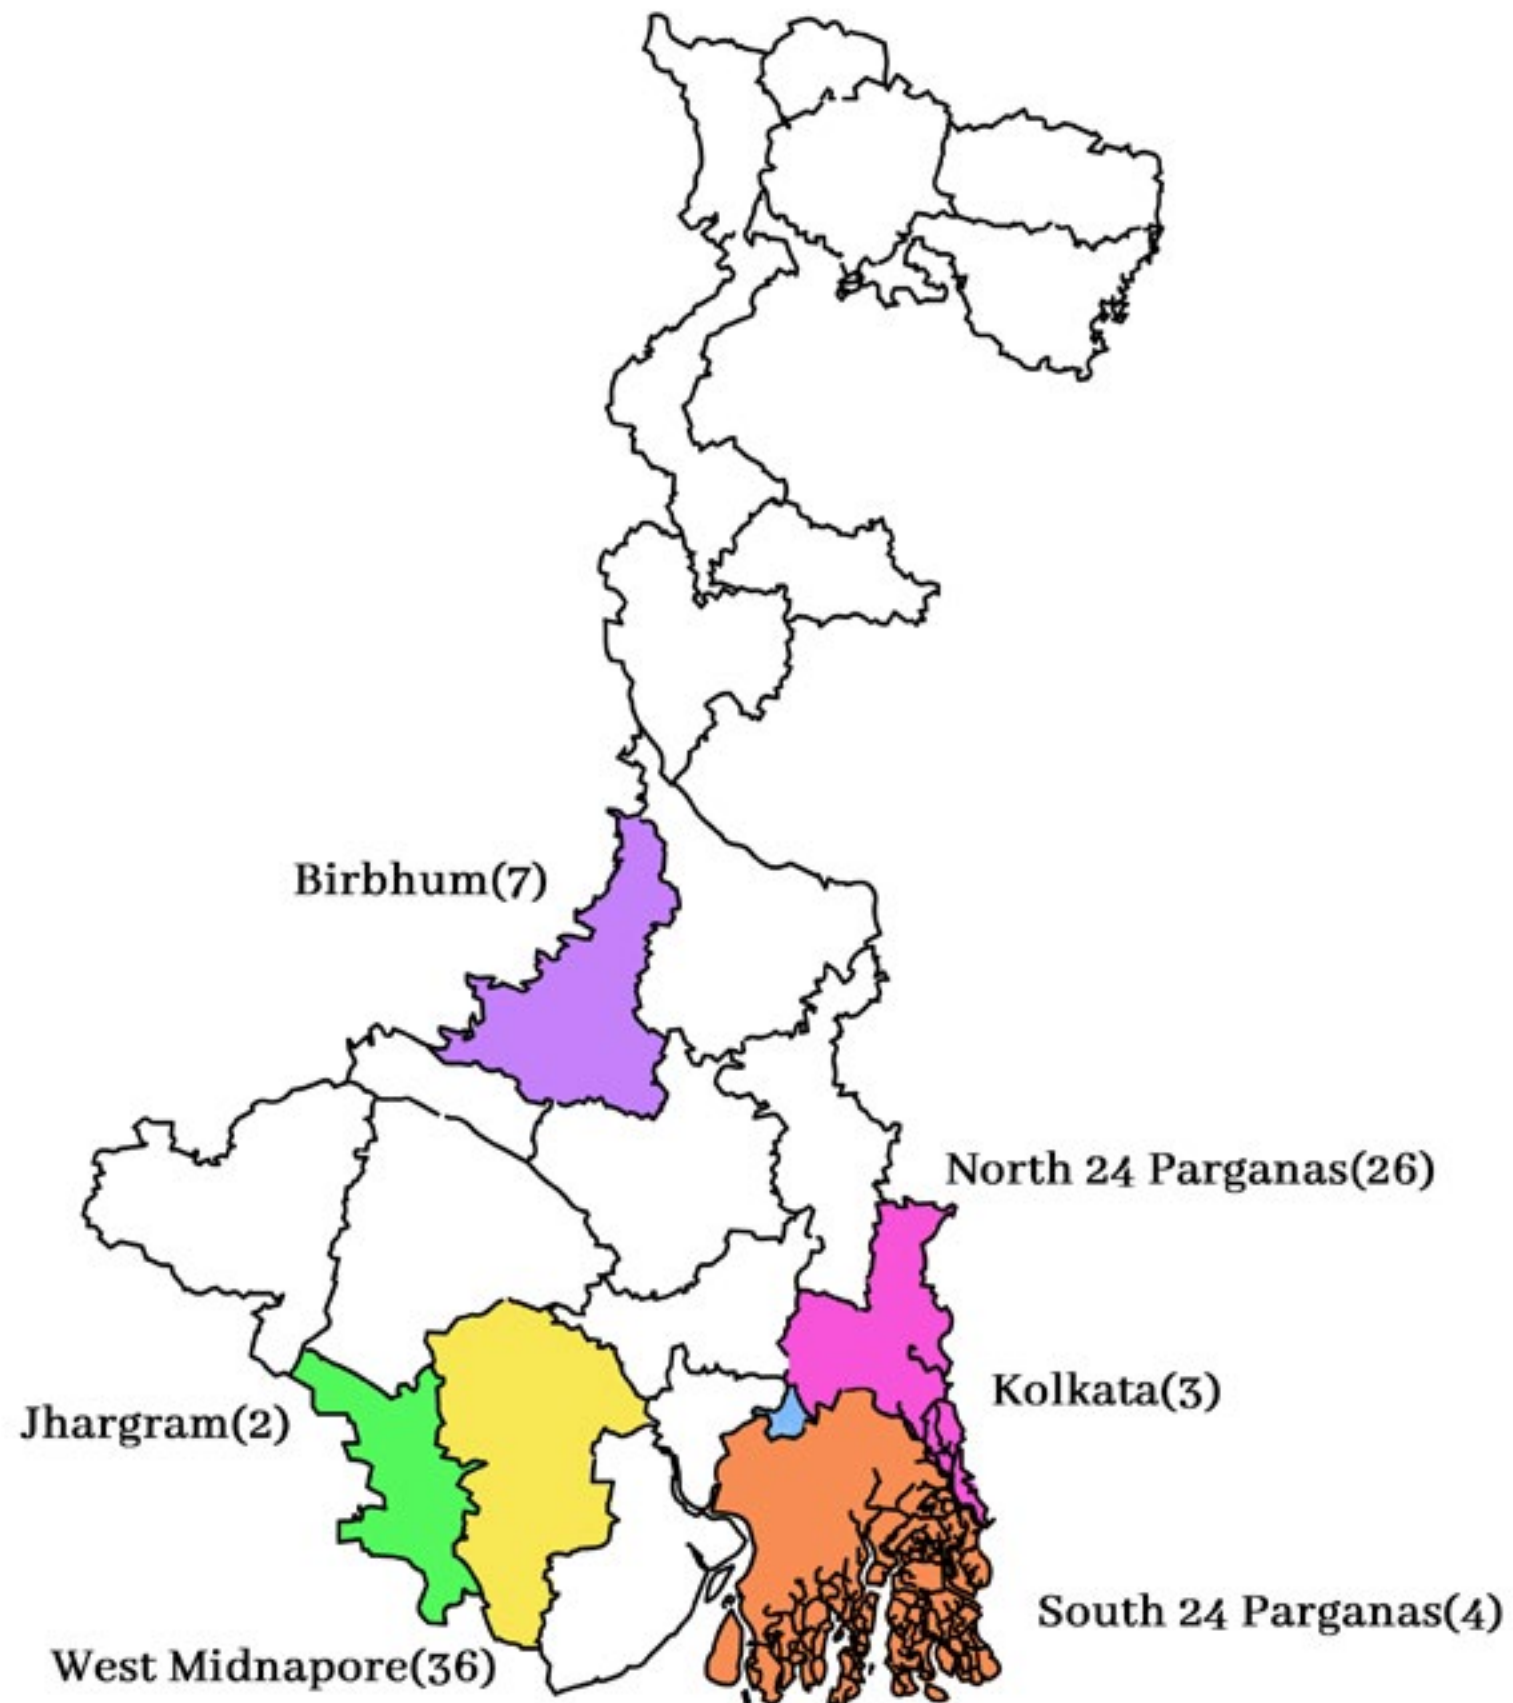 Birbhum(7)
North 24 Parganas(26)
Kolkata(3)
Jhargram(2)
South 24 Parganas(4)
West Midnapore(36)